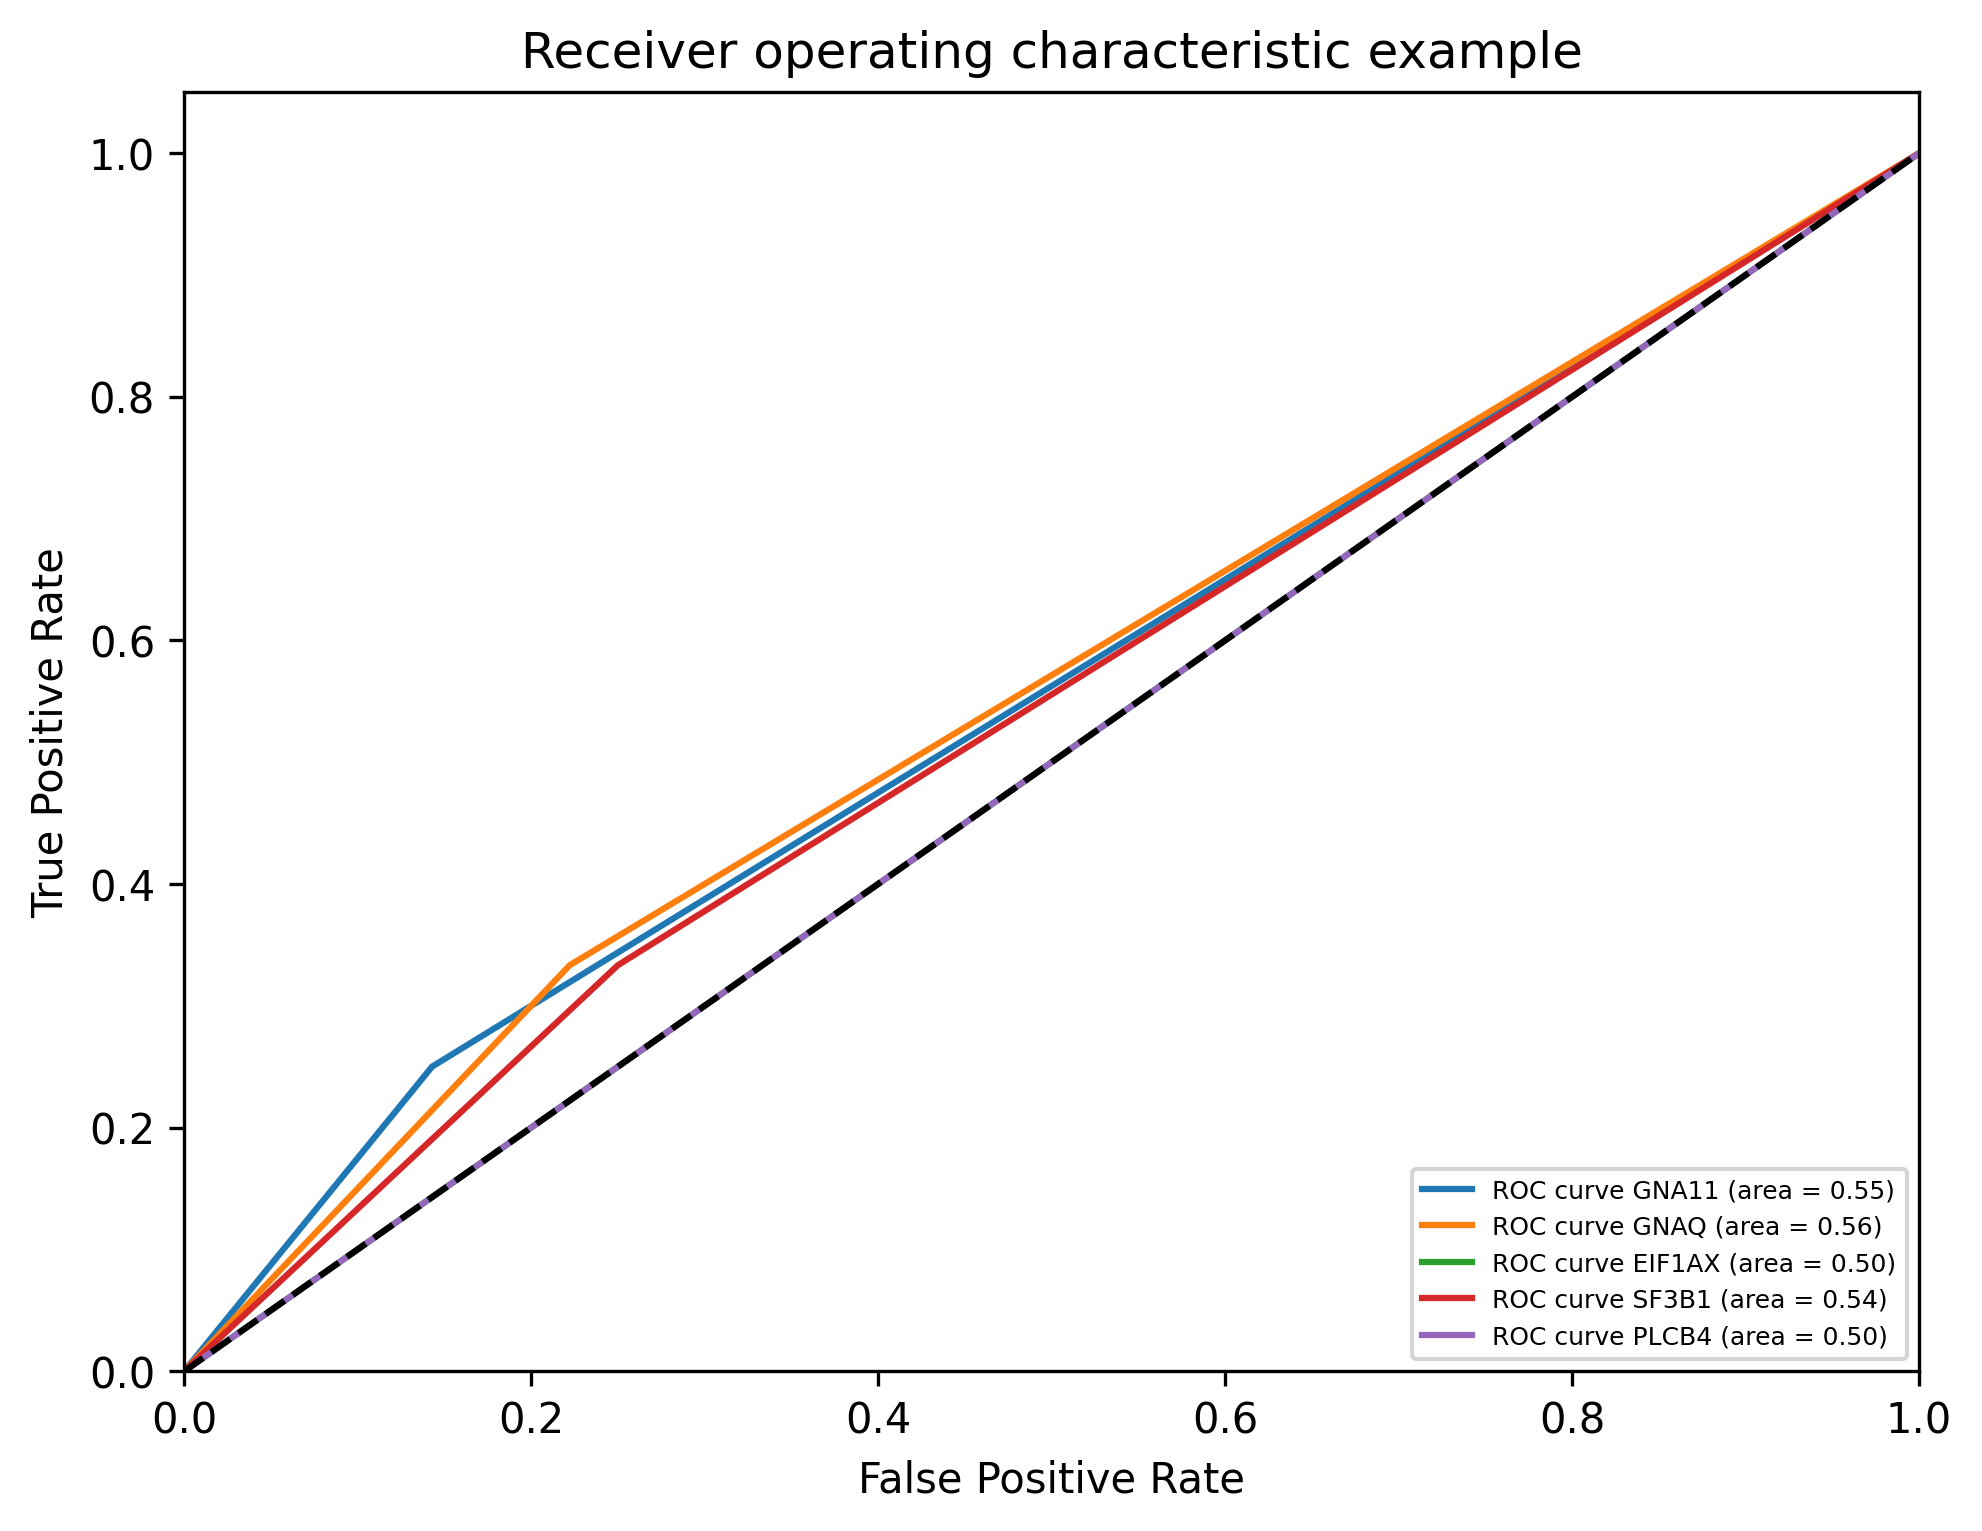 Receiver operating characteristic example
True Positive Rate
1.0
0.8
0.6
0.4
0.2
0.0
ROC curve GNA11 (area = 0.55)
ROC curve GNAQ (area = 0.56)
ROC curve EIF1AX (area = 0.50)
ROC curve SF3B1 (area = 0.54)
ROC curve PLCB4 (area = 0.50)
0.0 0.2 0.4 0.6 0.8 1.0
False Positive Rate